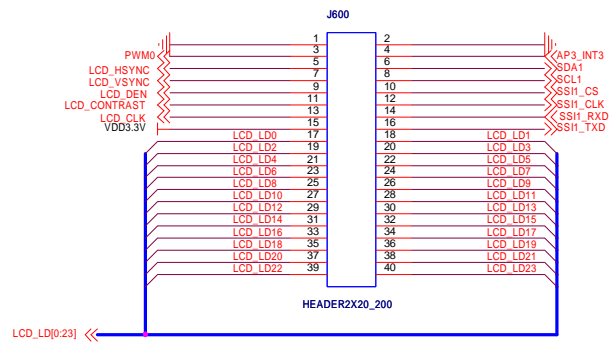 J600
1 2
PWM0 3 4 AP3_INT3
LCD_HSYNC 5 6 SDA1
LCD_VSYNC 7 8 SCL1
LCD_DEN 9 10 SSI1_CS
LCD_CONTRAST 11 12 SSI1_CLK
LCD_CLK 13 14 SSI1_RXD
VDD3.3V 15 16 SSI1_TXD
LCD_LD0 17 18 LCD_LD1
LCD_LD2 19 20 LCD_LD3
LCD_LD4 21 22 LCD_LD5
LCD_LD6 23 24 LCD_LD7
LCD_LD8 25 26 LCD_LD9
LCD_LD10 27 28 LCD_LD11
LCD_LD12 29 30 LCD_LD13
LCD_LD14 31 32 LCD_LD15
LCD_LD16 33 34 LCD_LD17
LCD_LD18 35 36 LCD_LD19
LCD_LD20 37 38 LCD_LD21
LCD_LD22 39 40 LCD_LD23
HEADER2X20_200
LCD_LD[0:23]